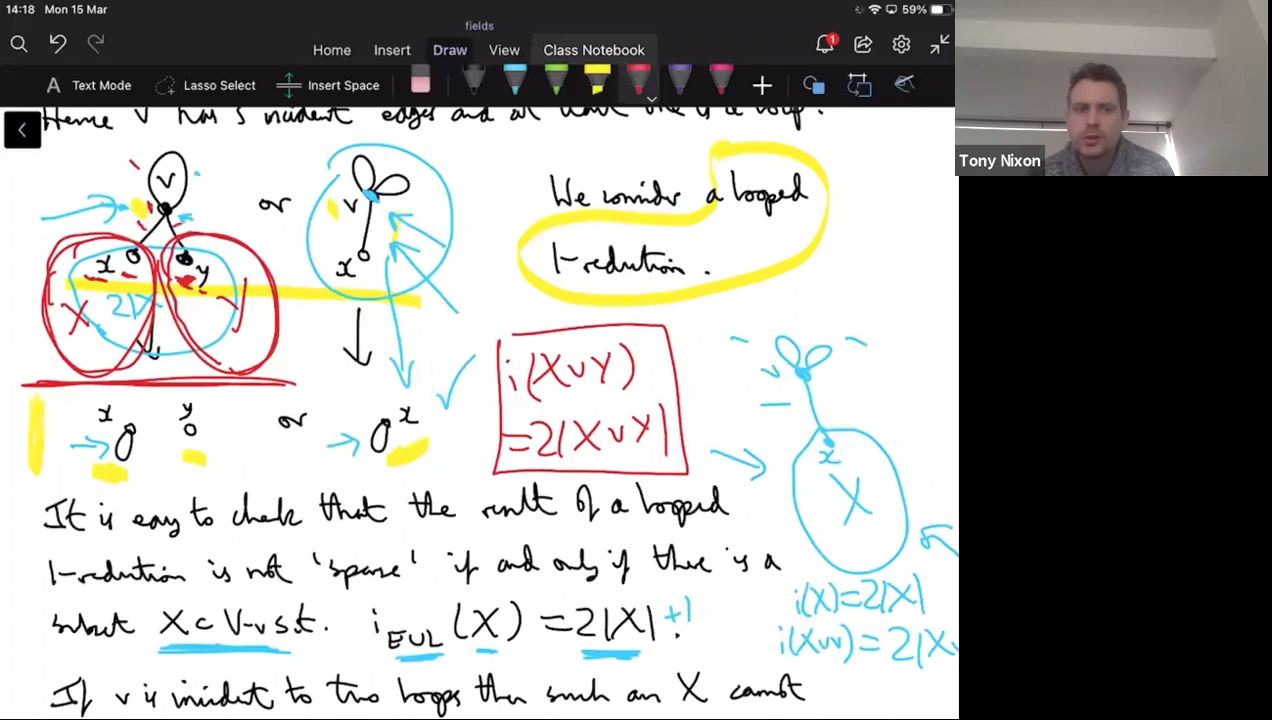 14:18 Mon 15 Mar
59%
fields
Home Insert Draw View Class Notebook
1
Text Mode Lasso Select Insert Space
Hence v has 3 incident edges and at least one is a loop.
v or v
x y x
We consider a looped
1-reduction.
X 2|X Y
i(X∪Y)
=2|X∪Y|
v
x
X
x y or x
i(X)=2|X|
i(X∪v)=2|X∪
It is easy to check that the result of a looped
1-reduction is not 'sparse' if and only if there is a
subset X⊂V-v s.t. i_{E∪L}(X)=2|X|+1.
If v is incident to two loops then such an X cannot
Tony Nixon